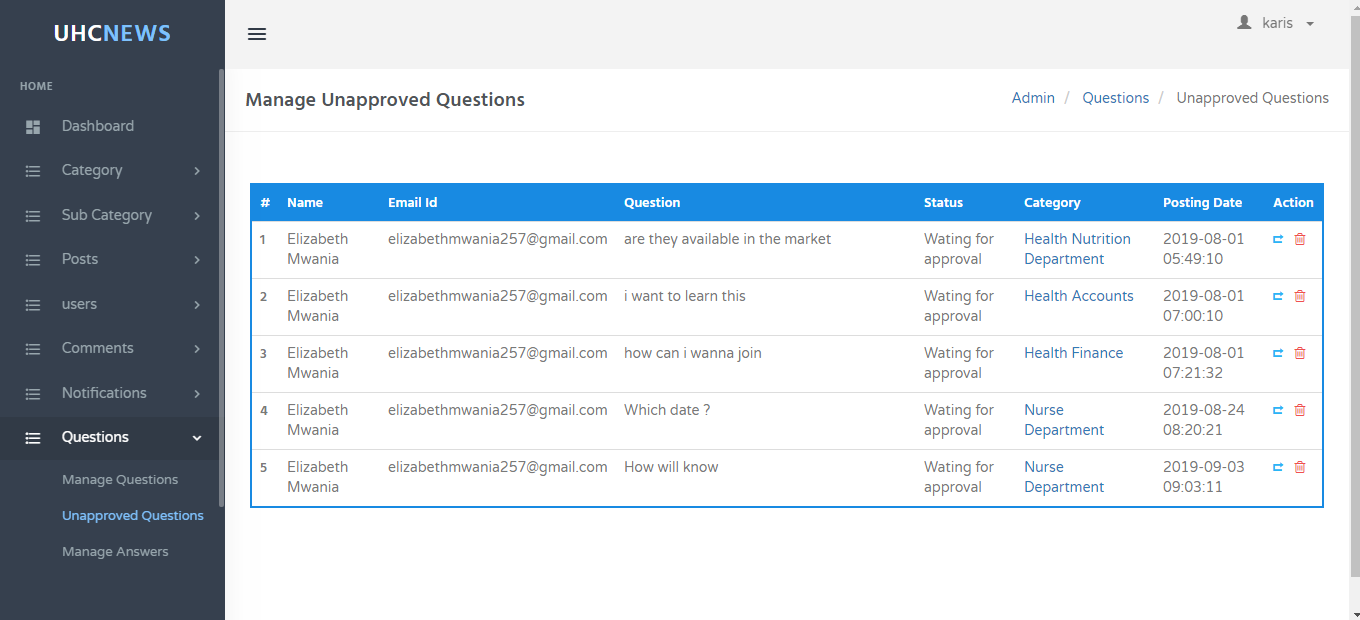 UHCNEWS
karis
HOME
Dashboard
Category
Sub Category
Posts
users
Comments
Notifications
Questions
Manage Questions
Unapproved Questions
Manage Answers
Manage Unapproved Questions
Admin / Questions / Unapproved Questions
# Name Email Id Question Status Category Posting Date Action
1 Elizabeth elizabethmwania257@gmail.com are they available in the market Wating for Health Nutrition 2019-08-01
Mwania approval Department 05:49:10
2 Elizabeth elizabethmwania257@gmail.com i want to learn this Wating for Health Accounts 2019-08-01
Mwania approval 07:00:10
3 Elizabeth elizabethmwania257@gmail.com how can i wanna join Wating for Health Finance 2019-08-01
Mwania approval 07:21:32
4 Elizabeth elizabethmwania257@gmail.com Which date ? Wating for Nurse 2019-08-24
Mwania approval Department 08:20:21
5 Elizabeth elizabethmwania257@gmail.com How will know Wating for Nurse 2019-09-03
Mwania approval Department 09:03:11